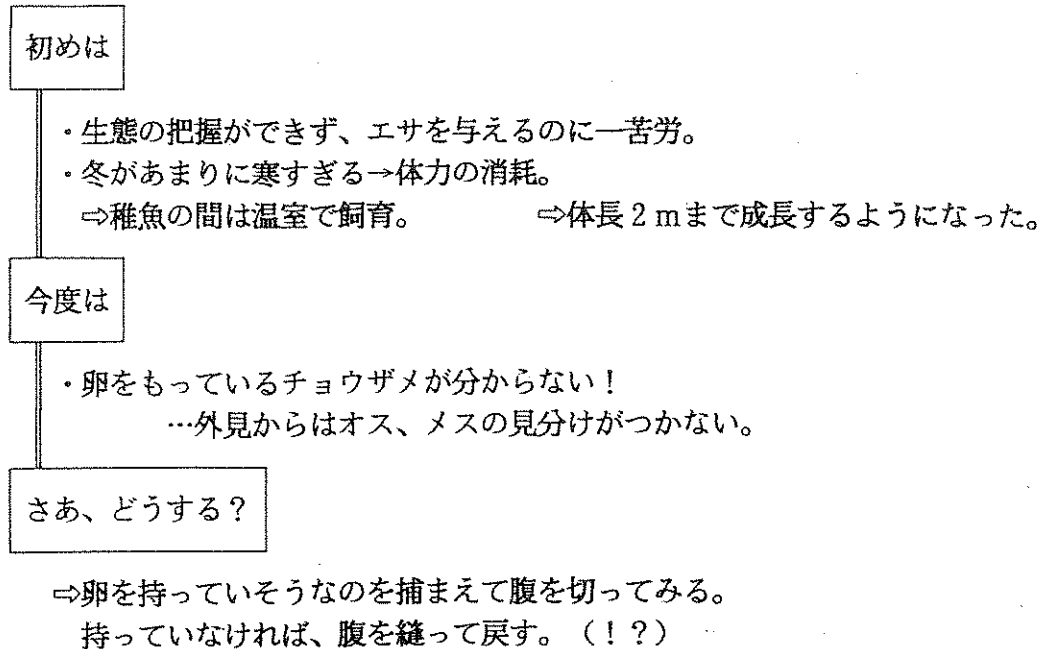 初めは
・生態の把握ができず、エサを与えるのに一苦労。
・冬があまりに寒すぎる→体力の消耗。
⇨稚魚の間は温室で飼育。　⇨体長２ｍまで成長するようになった。
今度は
・卵をもっているチョウザメが分からない！
…外見からはオス、メスの見分けがつかない。
さあ、どうする？
⇨卵を持っていそうなのを捕まえて腹を切ってみる。
持っていなければ、腹を縫って戻す。（！？）